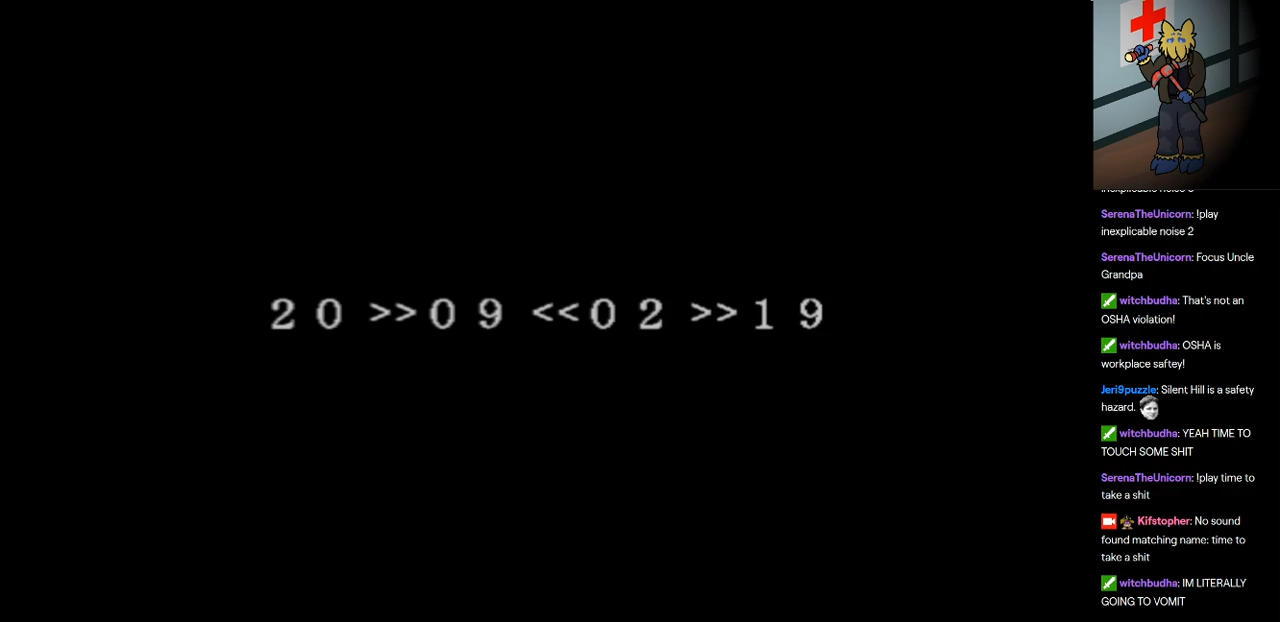 2 0 >>0 9 <<0 2 >>1 9
SerenaTheUnicorn: !play
inexplicable noise 2
SerenaTheUnicorn: Focus Uncle
Grandpa
witchbudha: That's not an
OSHA violation!
witchbudha: OSHA is
workplace saftey!
Jeri9puzzle: Silent Hill is a safety
hazard.
witchbudha: YEAH TIME TO
TOUCH SOME SHIT
SerenaTheUnicorn: !play time to
take a shit
Kifstopher: No sound
found matching name: time to
take a shit
witchbudha: IM LITERALLY
GOING TO VOMIT